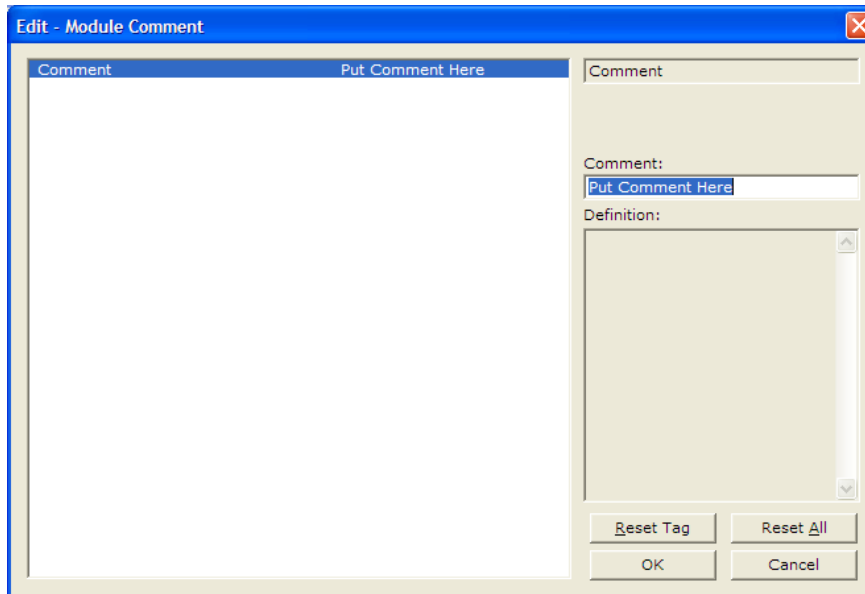 Edit - Module Comment
Comment Put Comment Here
Comment
Comment:
Put Comment Here
Definition:
Reset Tag Reset All
OK Cancel